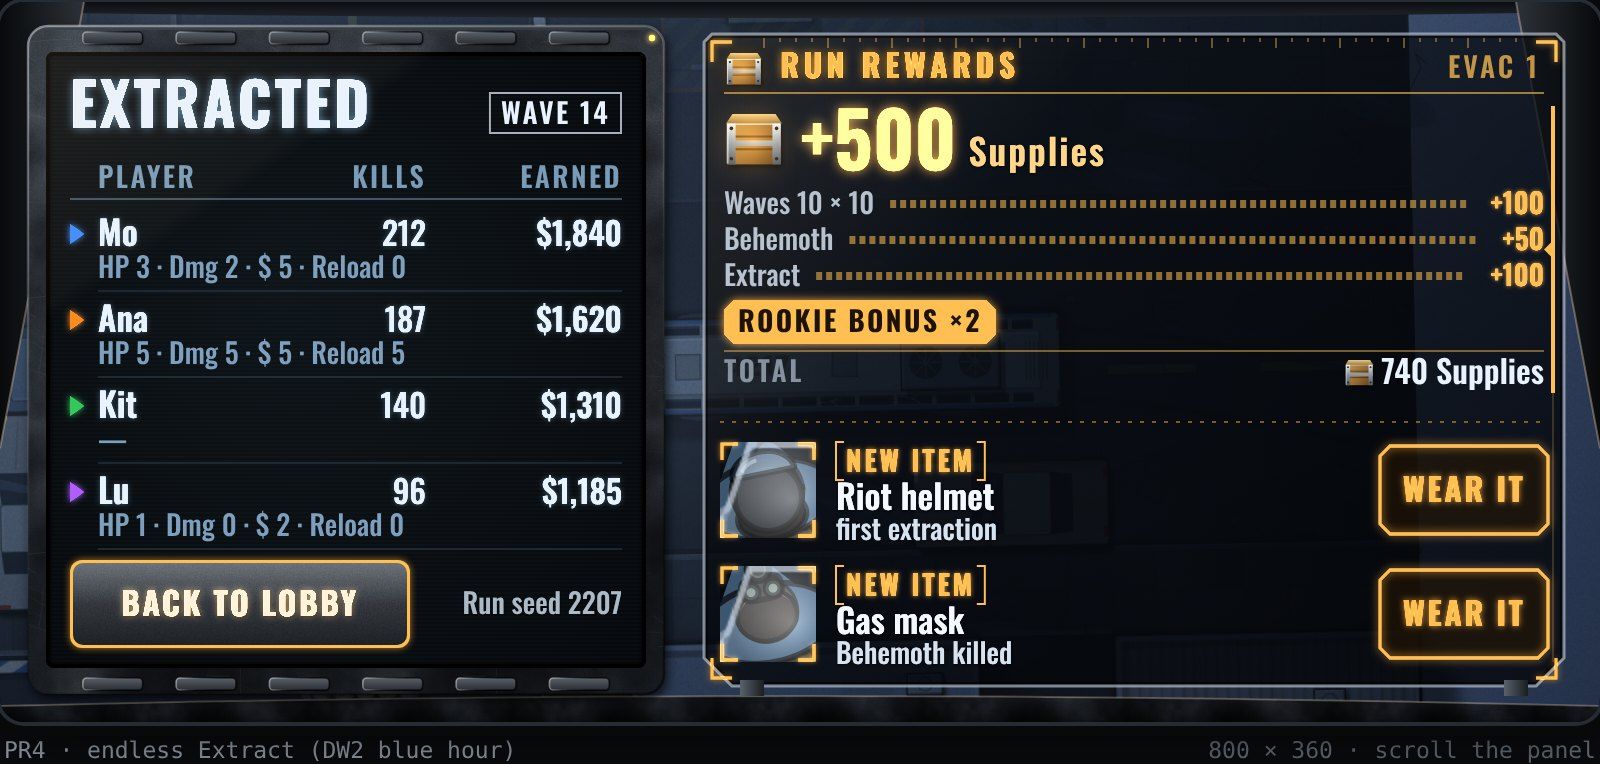 EXTRACTED
WAVE 14
PLAYER KILLS EARNED
Mo 212 $1,840
HP 3 · Dmg 2 · $ 5 · Reload 0
Ana 187 $1,620
HP 5 · Dmg 5 · $ 5 · Reload 5
Kit 140 $1,310
—
Lu 96 $1,185
HP 1 · Dmg 0 · $ 2 · Reload 0
BACK TO LOBBY
Run seed 2207
RUN REWARDS
EVAC 1
+500 Supplies
Waves 10 × 10 +100
Behemoth +50
Extract +100
ROOKIE BONUS ×2
TOTAL 740 Supplies
NEW ITEM
Riot helmet
first extraction
WEAR IT
NEW ITEM
Gas mask
Behemoth killed
WEAR IT
PR4 · endless Extract (DW2 blue hour)
800 × 360 · scroll the panel